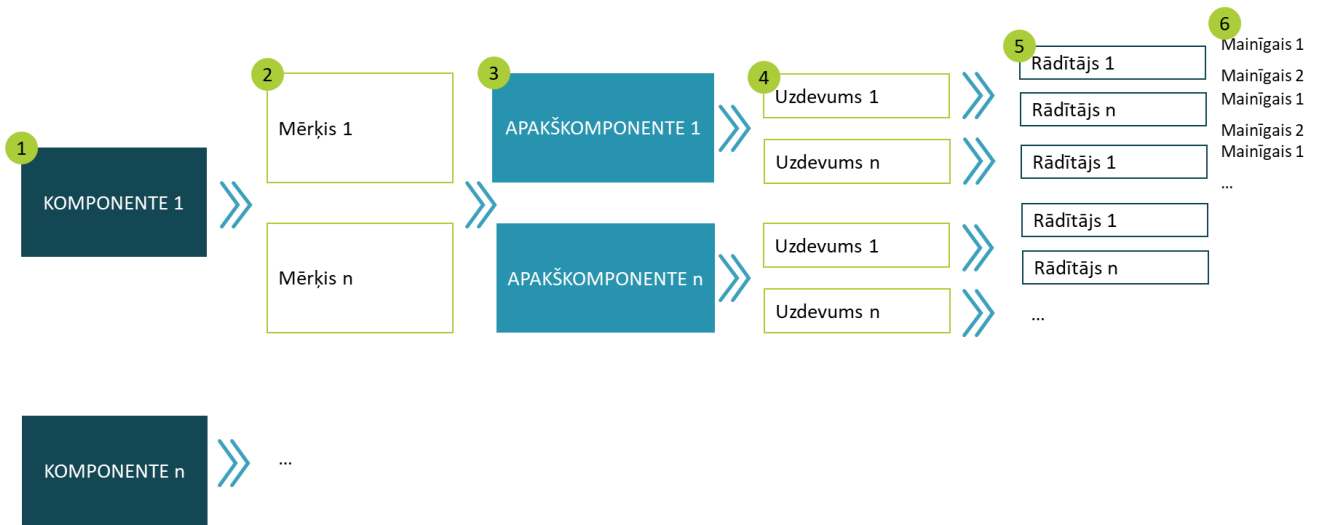 1
KOMPONENTE 1
2
Mērķis 1
Mērķis n
3
APAKŠKOMPONENTE 1
APAKŠKOMPONENTE n
4
Uzdevums 1
Uzdevums n
Uzdevums 1
Uzdevums n
5
Rādītājs 1
Rādītājs n
Rādītājs 1
Rādītājs 1
Rādītājs n
...
6
Mainīgais 1
Mainīgais 2
Mainīgais 1
Mainīgais 2
Mainīgais 1
...
KOMPONENTE n
...